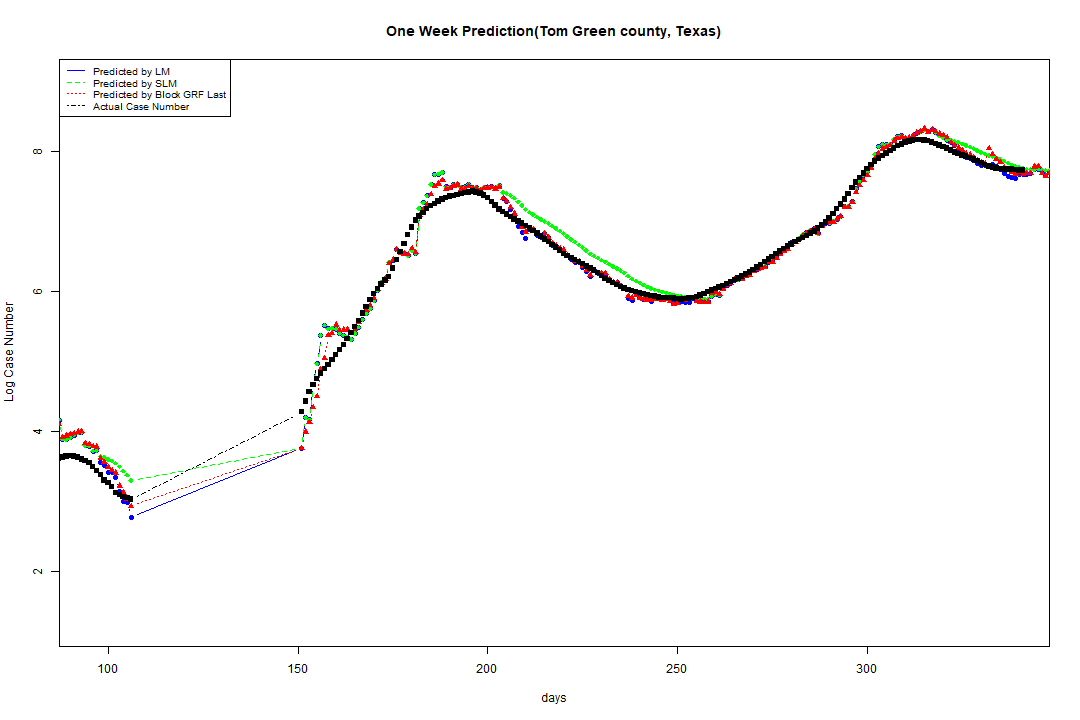 One Week Prediction(Tom Green county, Texas)
Predicted by LM
Predicted by SLM
Predicted by Block GRF Last
Actual Case Number
8
6
4
2
Log Case Number
100 150 200 250 300
days